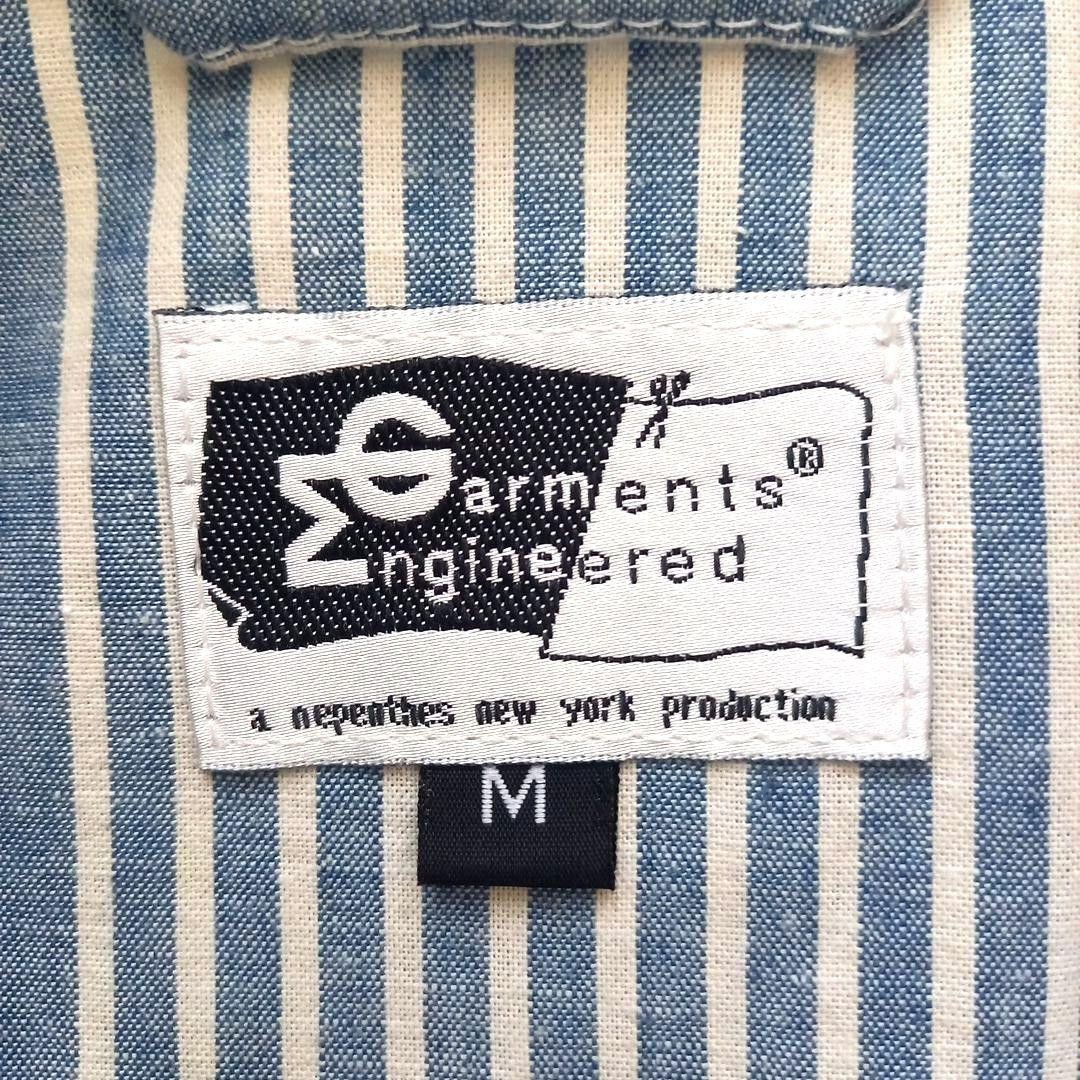 Garments®
Engineered
a nepenthes new york production
M